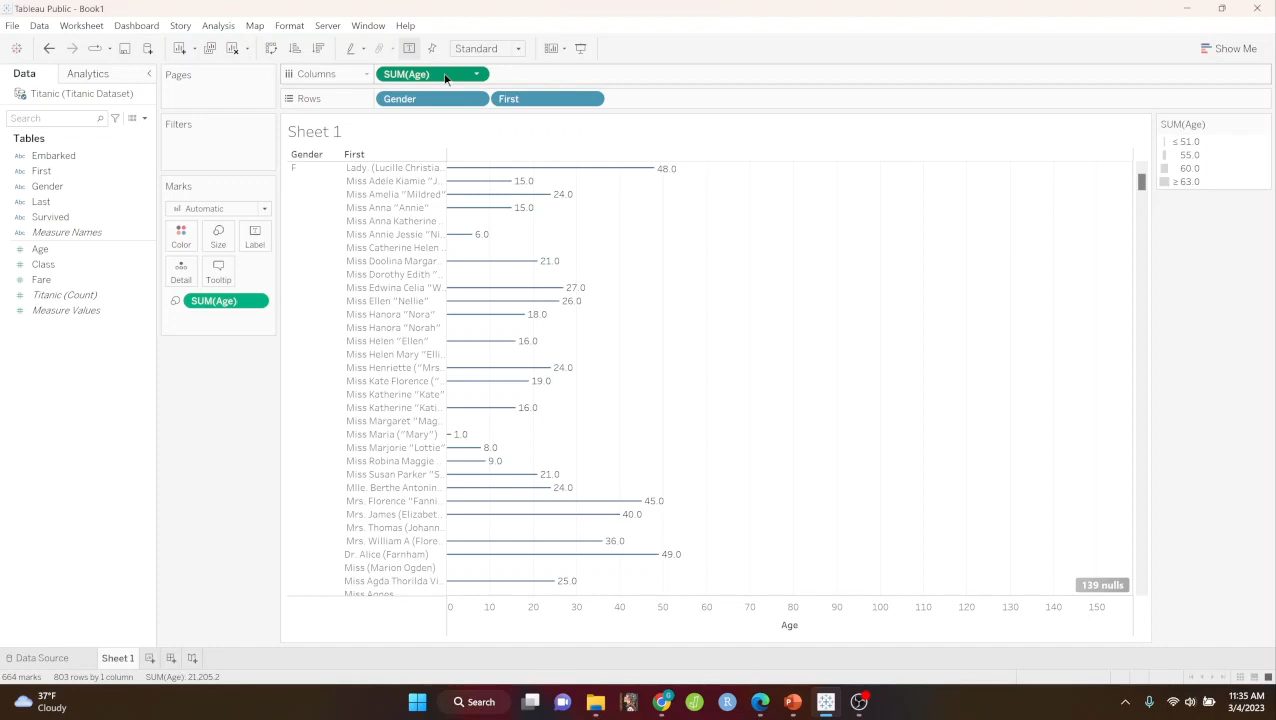 Tableau Public - Book1
File Data Worksheet Dashboard Story Analysis Map Format Server Window Help
Standard
Show Me
Data Analytics
Titanic (Titanic Dataset)
Search
Tables
Abc Embarked
Abc First
Abc Gender
Abc Last
Abc Survived
Abc Measure Names
# Age
# Class
# Fare
# Titanic (Count)
# Measure Values
Pages
Filters
Marks
Automatic
Color Size Label
Detail Tooltip
SUM(Age)
Columns SUM(Age)
Rows Gender First
Sheet 1
Gender First
F Lady. (Lucille Christia.. 48.0
Miss Adele Kiamie "J.. 15.0
Miss Amelia "Mildred" 24.0
Miss Anna "Annie" 15.0
Miss Anna Katherine ..
Miss Annie Jessie "Ni.. 6.0
Miss Catherine Helen ..
Miss Doolina Margar.. 21.0
Miss Dorothy Edith "..
Miss Edwina Celia "W.. 27.0
Miss Ellen "Nellie" 26.0
Miss Hanora "Nora" 18.0
Miss Hanora "Norah"
Miss Helen "Ellen" 16.0
Miss Helen Mary "Elli..
Miss Henriette ("Mrs.. 24.0
Miss Kate Florence (".. 19.0
Miss Katherine "Kate"
Miss Katherine "Kati.. 16.0
Miss Margaret "Mag..
Miss Maria ("Mary") 1.0
Miss Marjorie "Lottie" 8.0
Miss Robina Maggie.. 9.0
Miss Susan Parker "S.. 21.0
Mlle. Berthe Antonin.. 24.0
Mrs. Florence "Fanni.. 45.0
Mrs. James (Elizabet.. 40.0
Mrs. Thomas (Johann..
Mrs. William A (Flore.. 36.0
Dr. Alice (Farnham) 49.0
Miss (Marion Ogden)
Miss Agda Thorilda Vi.. 25.0
Miss Agnes
139 nulls
0 10 20 30 40 50 60 70 80 90 100 110 120 130 140 150
Age
SUM(Age)
≤ 51.0
55.0
60.0
≥ 63.0
Data Source Sheet 1
664 marks 803 rows by 1 column SUM(Age): 21,205.2
37°F
Cloudy
Search
11:35 AM
3/4/2023